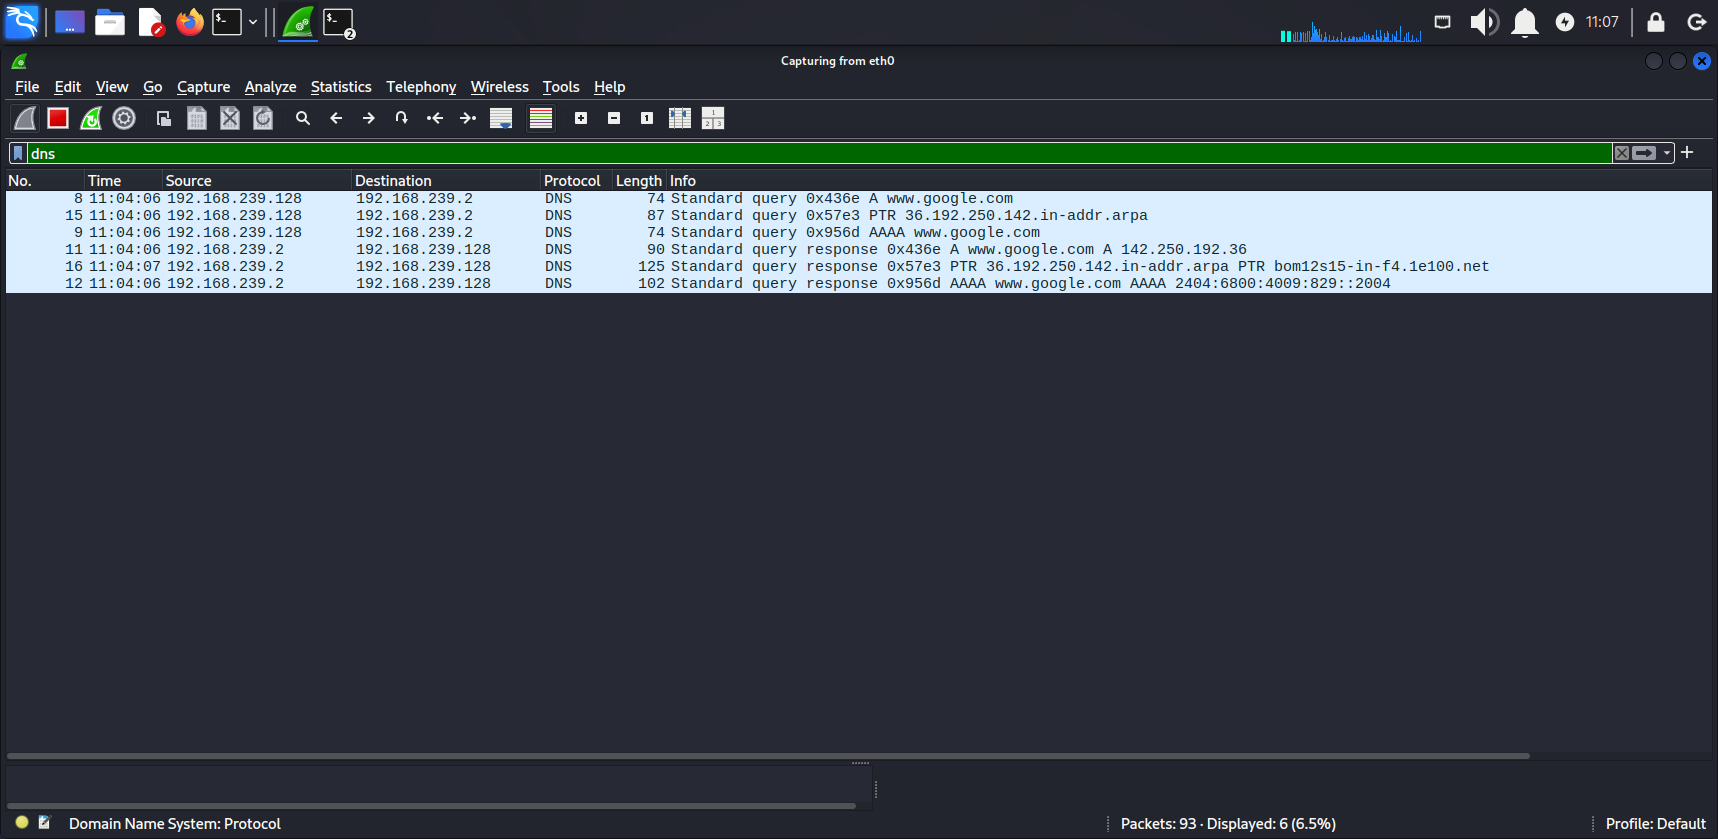 11:07
Capturing from eth0
File Edit View Go Capture Analyze Statistics Telephony Wireless Tools Help
dns
No. Time Source Destination Protocol Length Info
8 11:04:06 192.168.239.128 192.168.239.2 DNS 74 Standard query 0x436e A www.google.com
15 11:04:06 192.168.239.128 192.168.239.2 DNS 87 Standard query 0x57e3 PTR 36.192.250.142.in-addr.arpa
9 11:04:06 192.168.239.128 192.168.239.2 DNS 74 Standard query 0x956d AAAA www.google.com
11 11:04:06 192.168.239.2 192.168.239.128 DNS 90 Standard query response 0x436e A www.google.com A 142.250.192.36
16 11:04:07 192.168.239.2 192.168.239.128 DNS 125 Standard query response 0x57e3 PTR 36.192.250.142.in-addr.arpa PTR bom12s15-in-f4.1e100.net
12 11:04:06 192.168.239.2 192.168.239.128 DNS 102 Standard query response 0x956d AAAA www.google.com AAAA 2404:6800:4009:829::2004
Domain Name System: Protocol
Packets: 93 · Displayed: 6 (6.5%)
Profile: Default